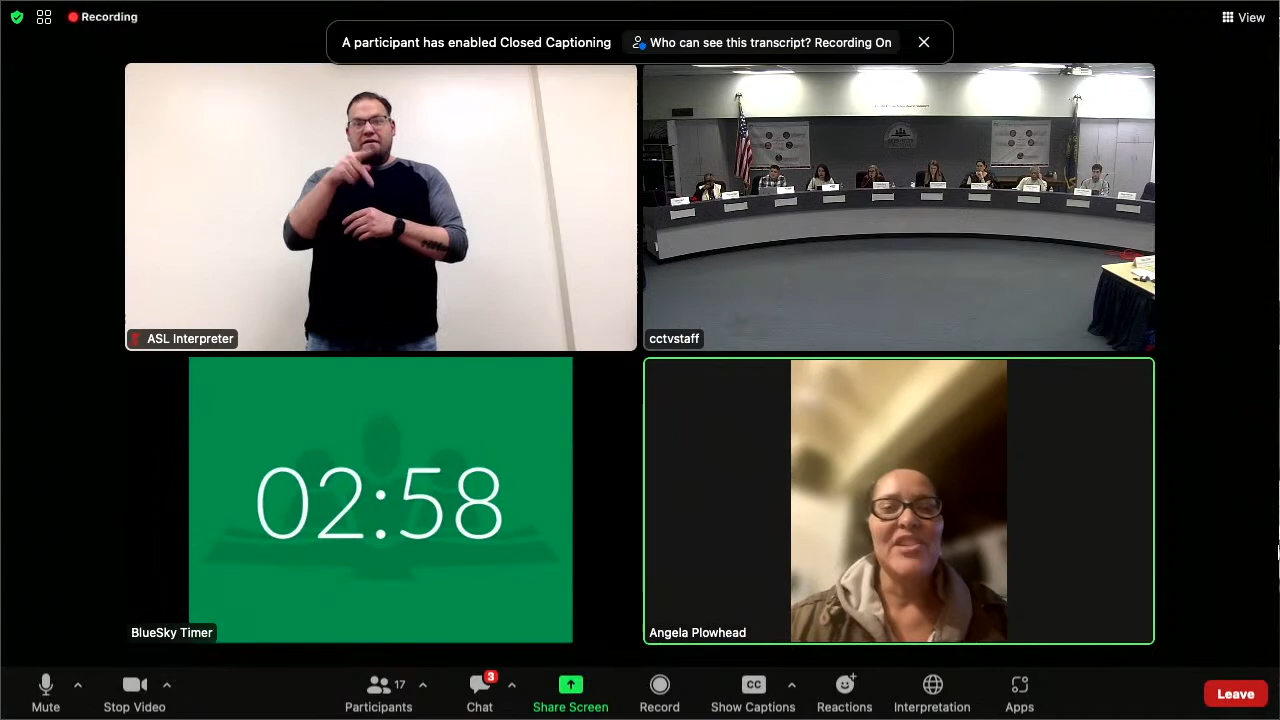 Recording
View
A participant has enabled Closed Captioning
Who can see this transcript? Recording On
ASL Interpreter
cctvstaff
02:58
BlueSky Timer
Angela Plowhead
Mute
Stop Video
17
Participants
3
Chat
Share Screen
Record
CC
Show Captions
Reactions
Interpretation
Apps
Leave